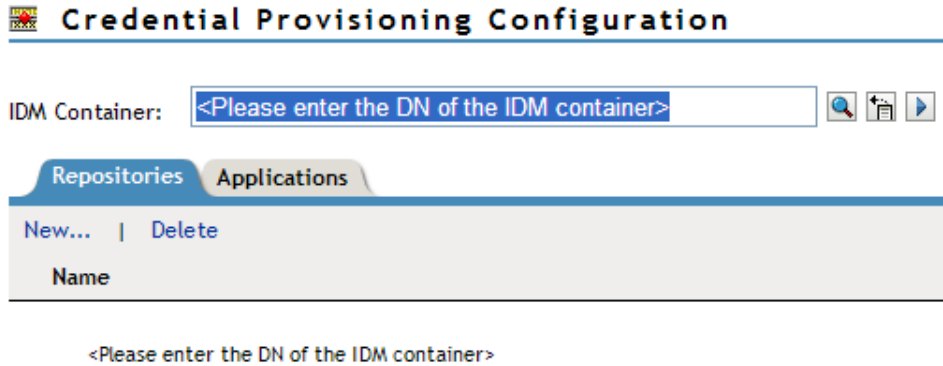 Credential Provisioning Configuration
IDM Container: <Please enter the DN of the IDM container>
Repositories Applications
New... | Delete
Name
<Please enter the DN of the IDM container>